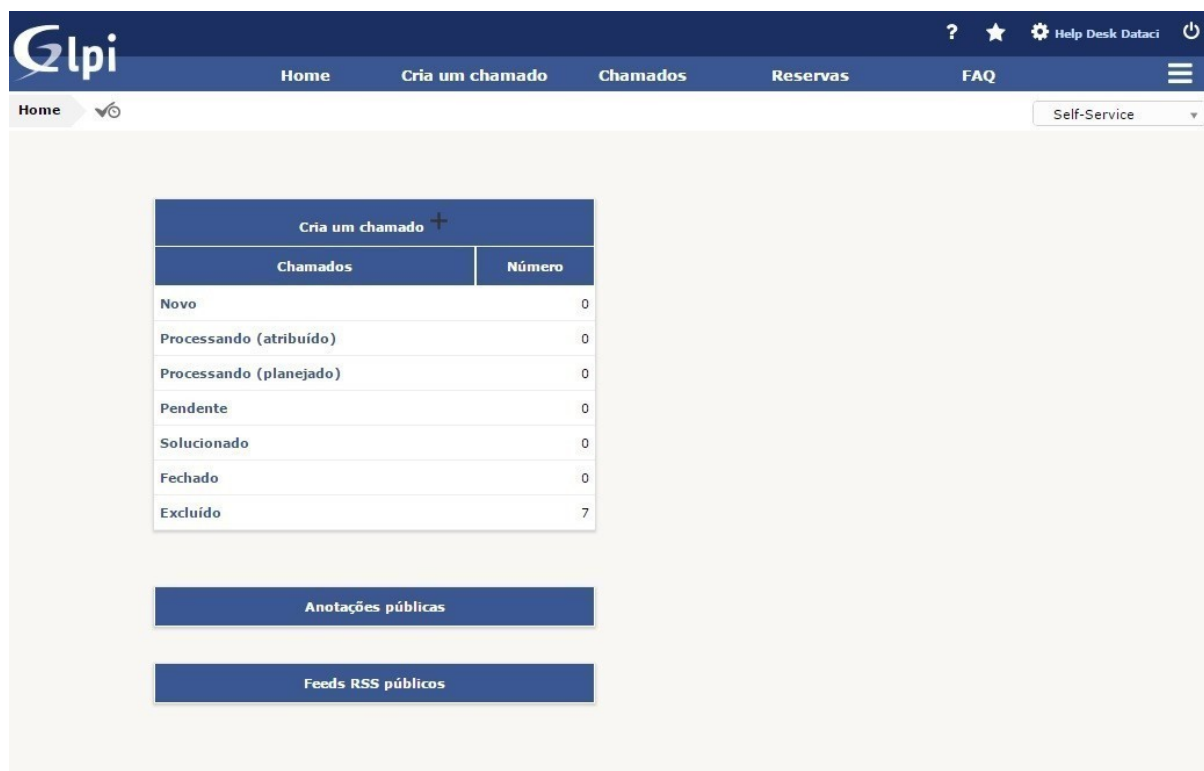 Glpi
? Help Desk Dataci
Home Cria um chamado Chamados Reservas FAQ
Home Self-Service
Cria um chamado +
Chamados Número
Novo 0
Processando (atribuído) 0
Processando (planejado) 0
Pendente 0
Solucionado 0
Fechado 0
Excluído 7
Anotações públicas
Feeds RSS públicos